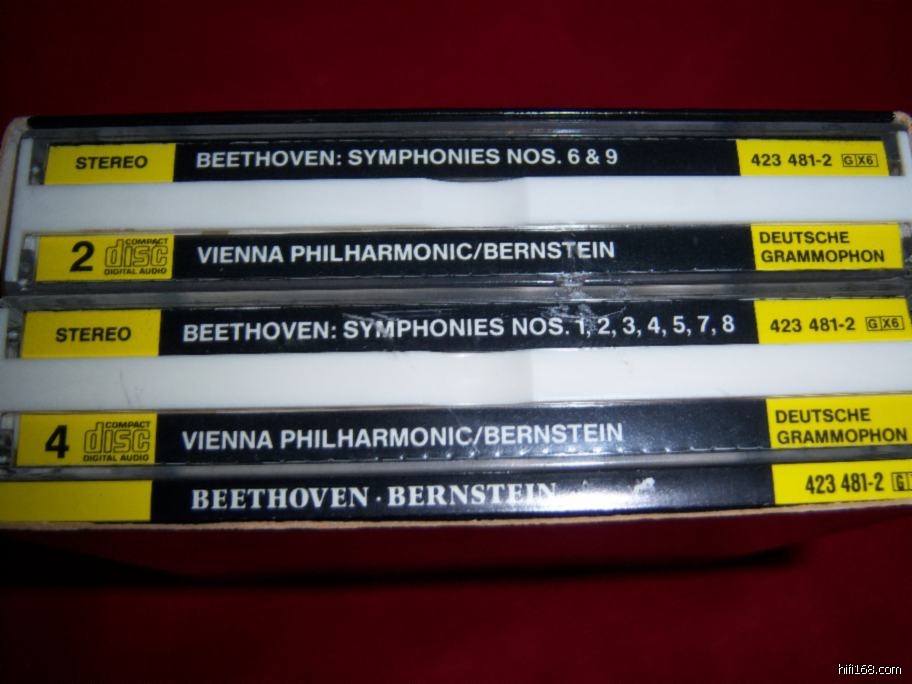 STEREO BEETHOVEN: SYMPHONIES NOS. 6 & 9 423 481-2 G X6
2 COMPACT disc DIGITAL AUDIO VIENNA PHILHARMONIC/BERNSTEIN DEUTSCHE GRAMMOPHON
STEREO BEETHOVEN: SYMPHONIES NOS. 1, 2, 3, 4, 5, 7, 8 423 481-2 G X6
4 COMPACT disc DIGITAL AUDIO VIENNA PHILHARMONIC/BERNSTEIN DEUTSCHE GRAMMOPHON
BEETHOVEN · BERNSTEIN 423 481-2 G
hifi168.com